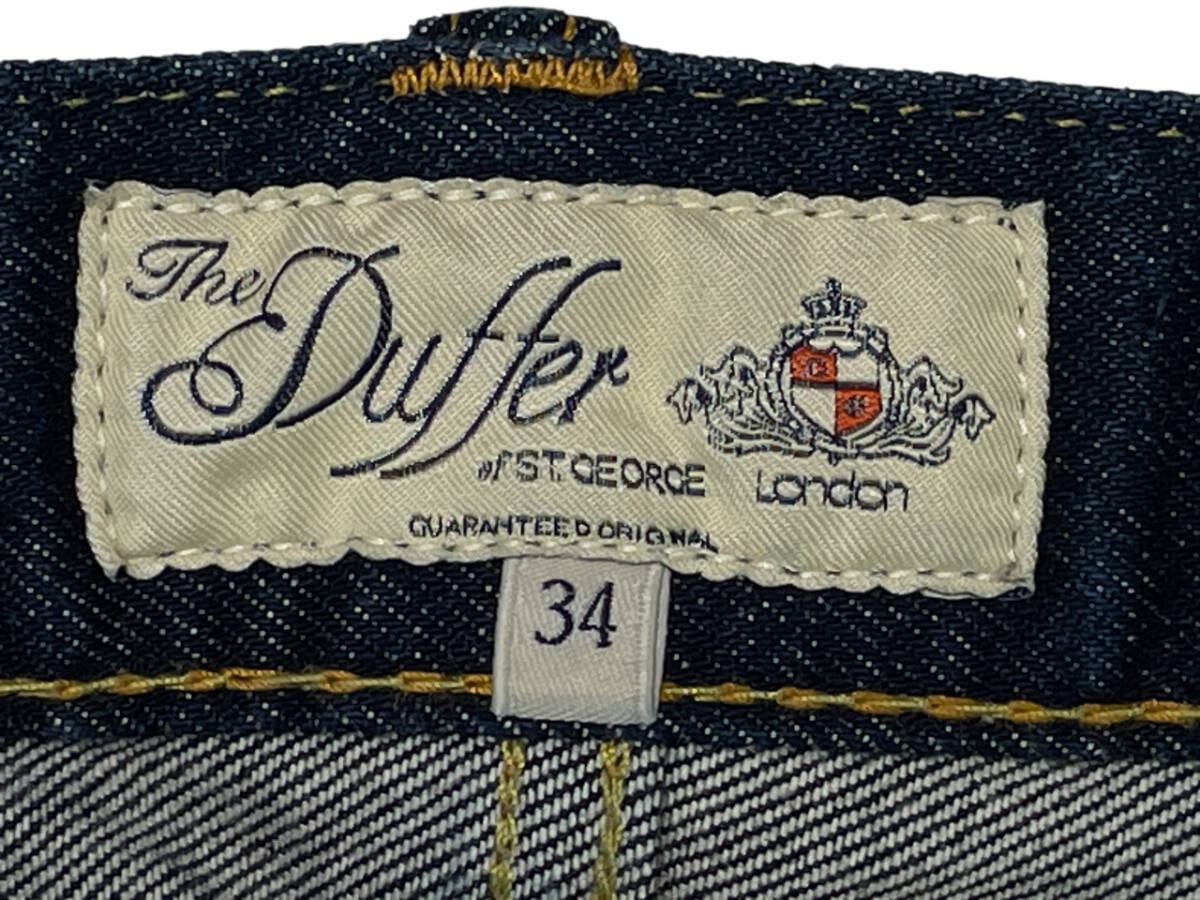 The Duffer
of ST. GEORGE
London
GUARANTEED ORIGINAL
34